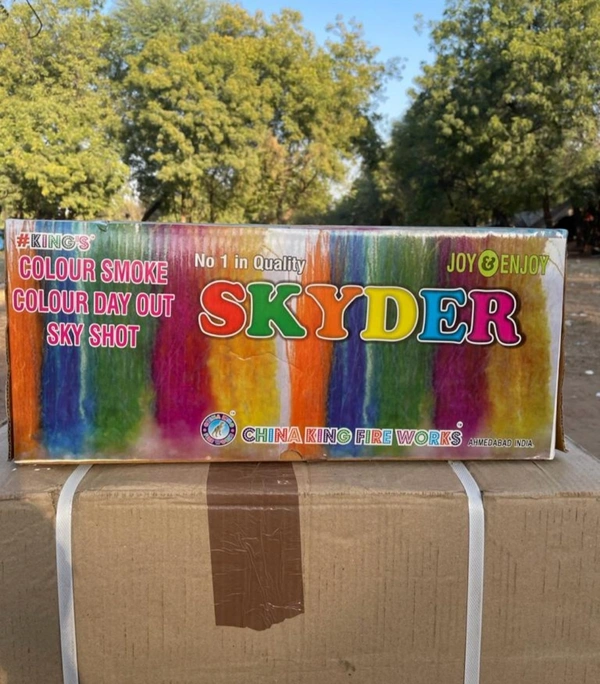 #KING'S
COLOUR SMOKE
COLOUR DAY OUT
SKY SHOT
No 1 in Quality
JOY & ENJOY
SKYDER
CHINA KING FIRE WORKS
AHMEDABAD INDIA.